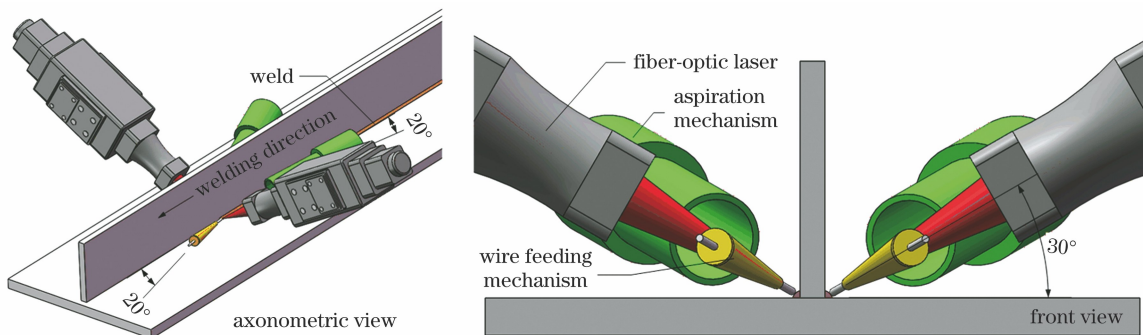 weld
20°
welding direction
20°
axonometric view
fiber-optic laser
aspiration
mechanism
wire feeding
mechanism
30°
front view